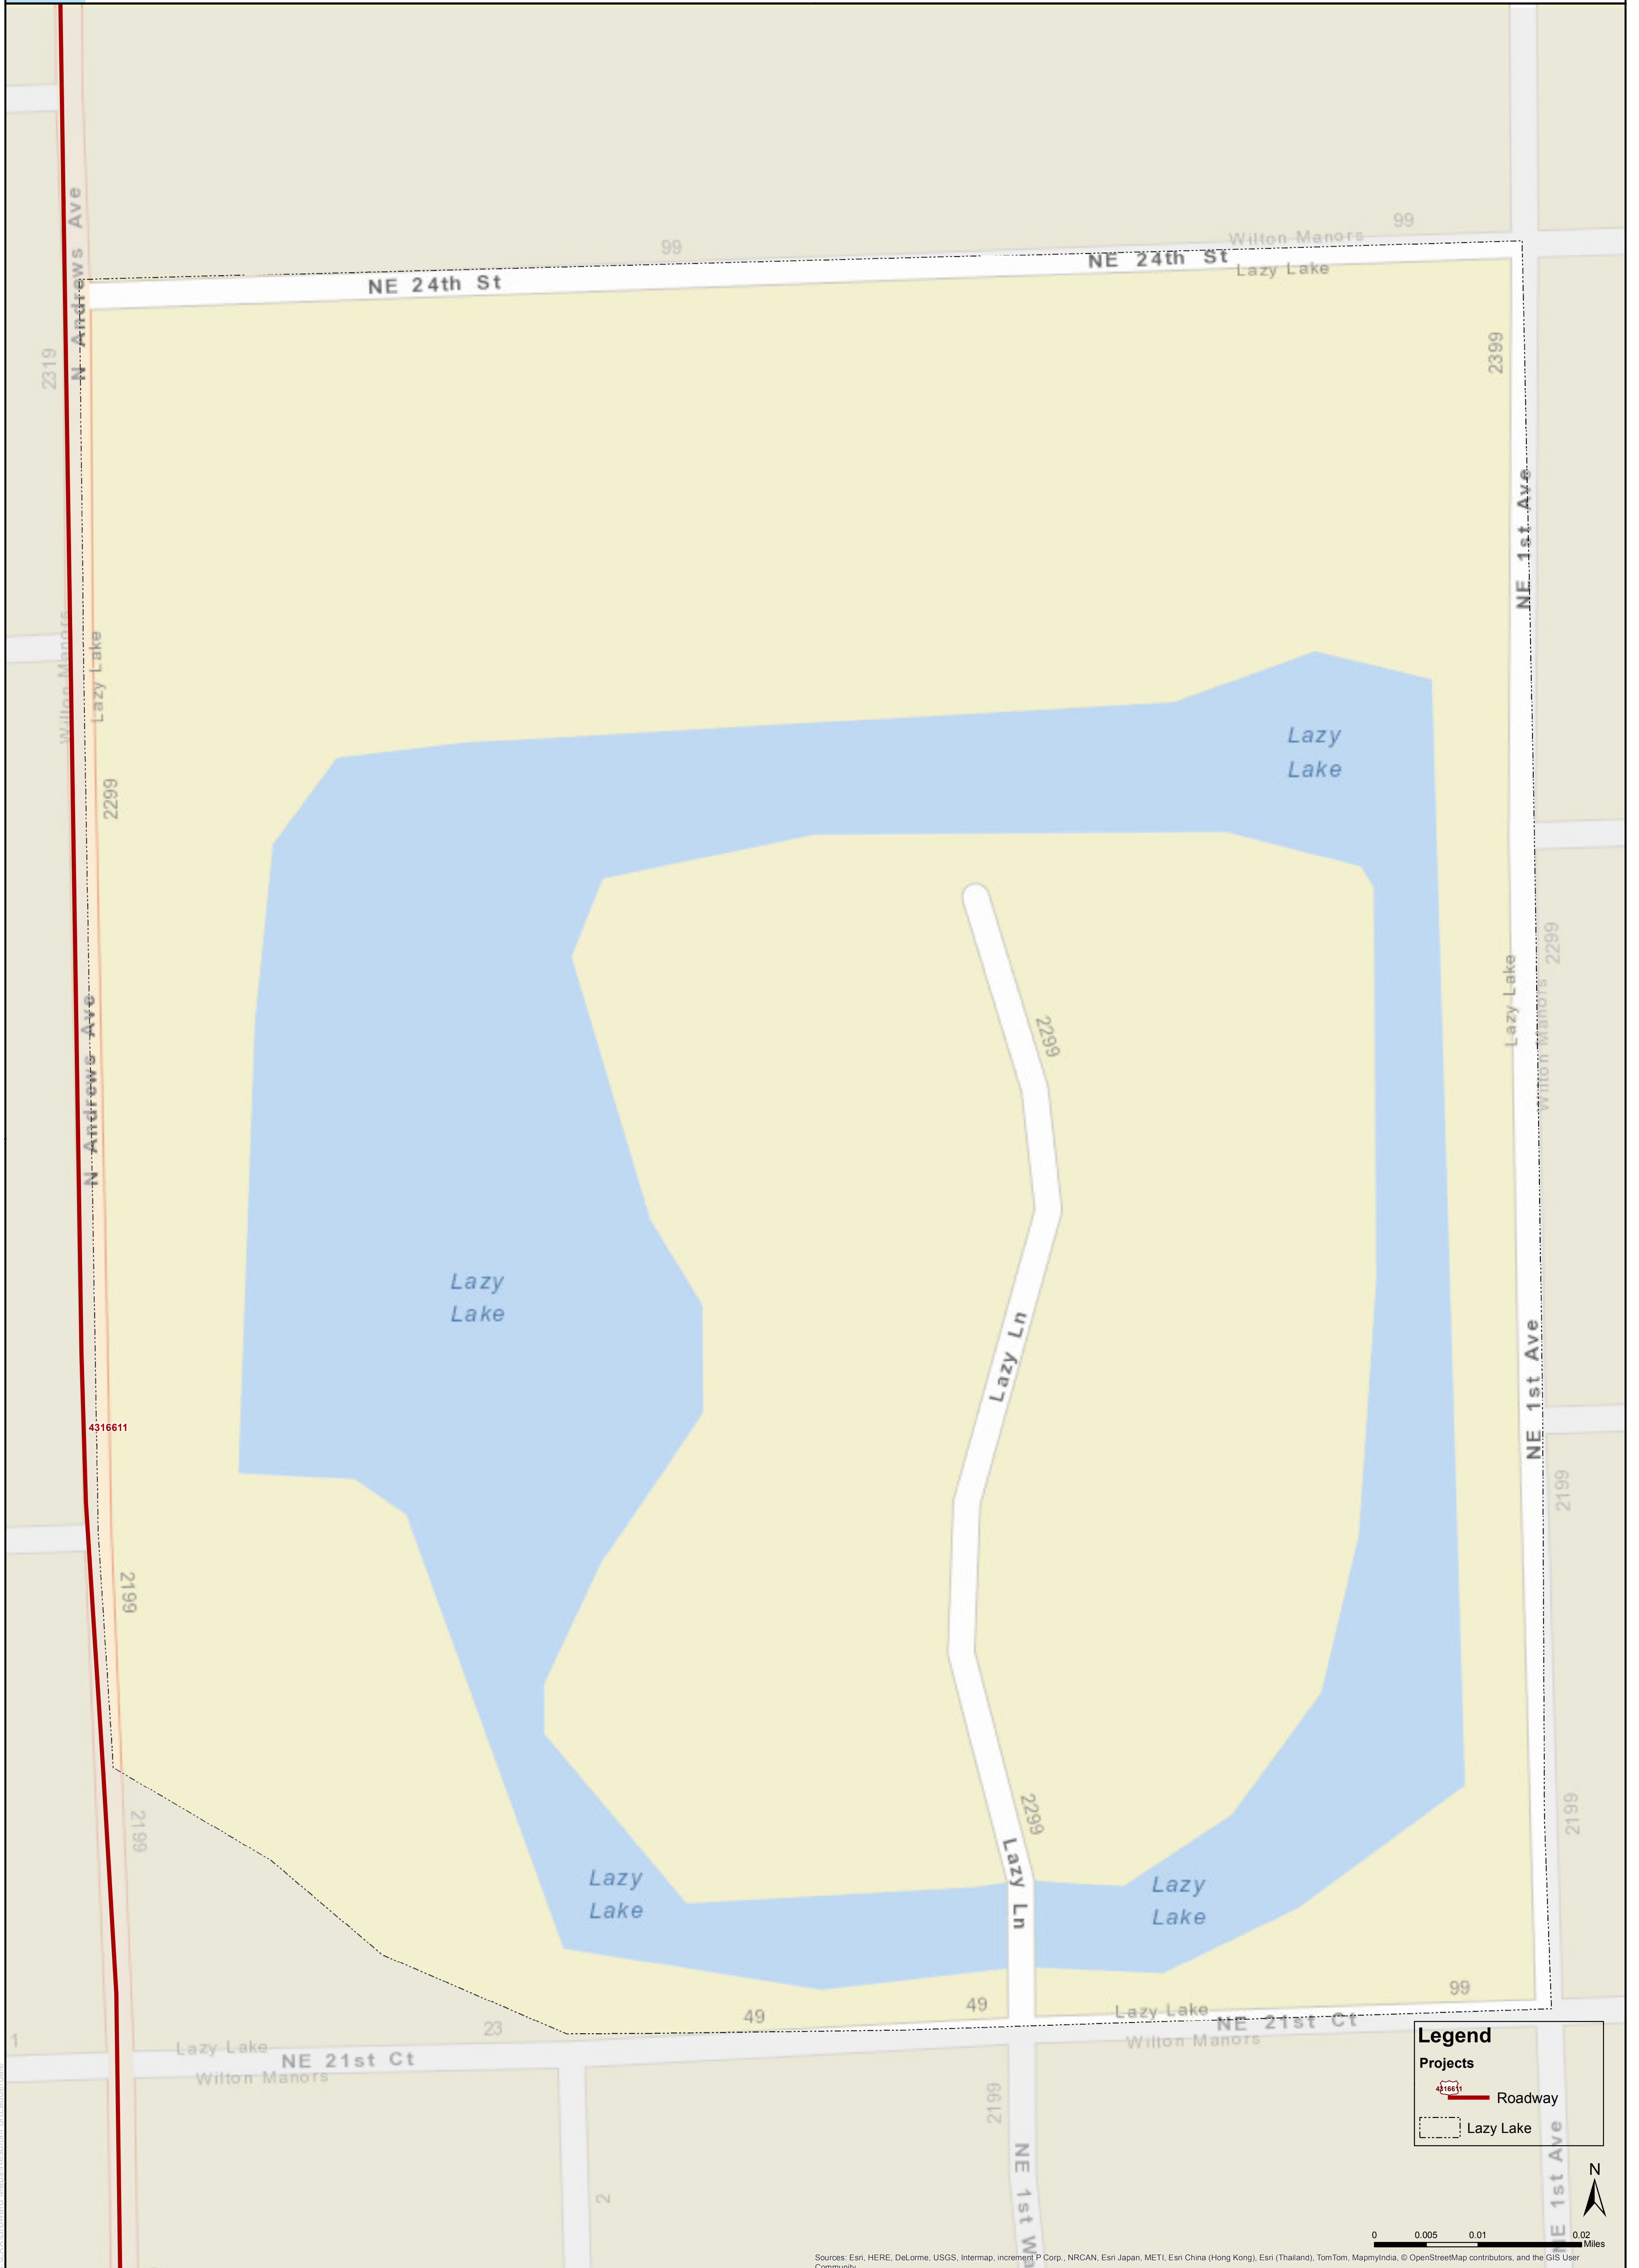 N Andrews Ave
99
99
Wilton Manors
NE 24th St
NE 24th St
Lazy Lake
2319
2399
NE 1st Ave
Wilton Manors
Lazy Lake
2299
Lazy
Lake
2299
Lazy Lake
Wilton Manors
N Andrews Ave
2299
Lazy
Lake
Lazy Ln
NE 1st Ave
4316611
2199
2199
2199
2199
2299
Lazy Ln
Lazy
Lake
Lazy
Lake
99
49
49
23
1
Lazy Lake
NE 21st Ct
Wilton Manors
Lazy Lake
NE 21st Ct
Wilton Manors
2199
NE 1st W
2
NE 1st Ave
Legend
Projects
4316611
Roadway
Lazy Lake
N
0 0.005 0.01 0.02
Miles
Sources: Esri, HERE, DeLorme, USGS, Intermap, increment P Corp., NRCAN, Esri Japan, METI, Esri China (Hong Kong), Esri (Thailand), TomTom, MapmyIndia, © OpenStreetMap contributors, and the GIS User
Community